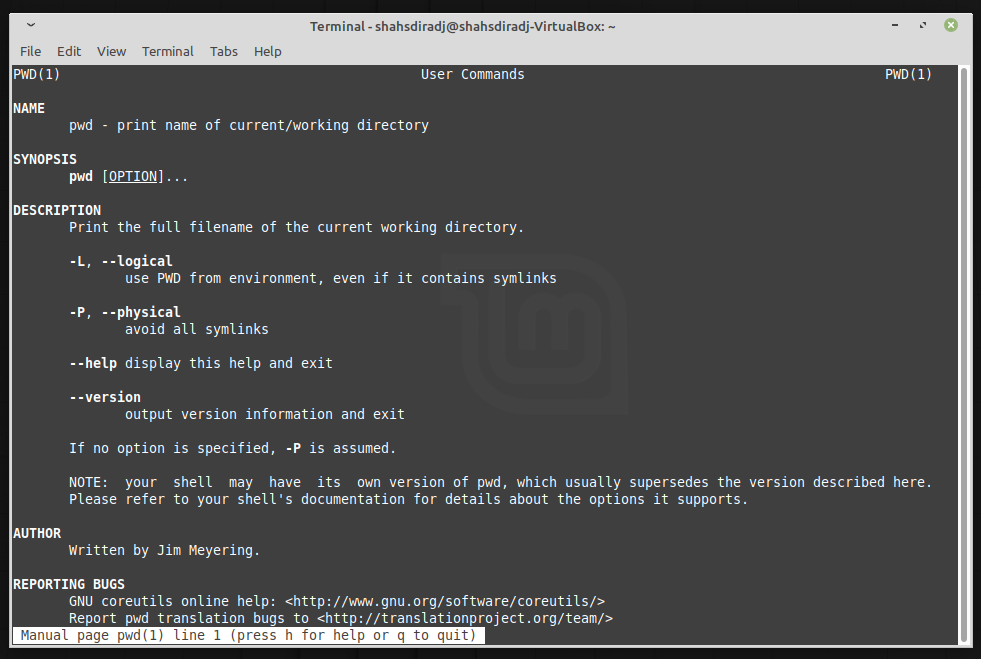 Terminal - shahsdiradj@shahsdiradj-VirtualBox: ~
File Edit View Terminal Tabs Help
PWD(1) User Commands PWD(1)
NAME
pwd - print name of current/working directory
SYNOPSIS
pwd [OPTION]...
DESCRIPTION
Print the full filename of the current working directory.
-L, --logical
use PWD from environment, even if it contains symlinks
-P, --physical
avoid all symlinks
--help display this help and exit
--version
output version information and exit
If no option is specified, -P is assumed.
NOTE: your shell may have its own version of pwd, which usually supersedes the version described here.
Please refer to your shell's documentation for details about the options it supports.
AUTHOR
Written by Jim Meyering.
REPORTING BUGS
GNU coreutils online help: <http://www.gnu.org/software/coreutils/>
Report pwd translation bugs to <http://translationproject.org/team/>
Manual page pwd(1) line 1 (press h for help or q to quit)